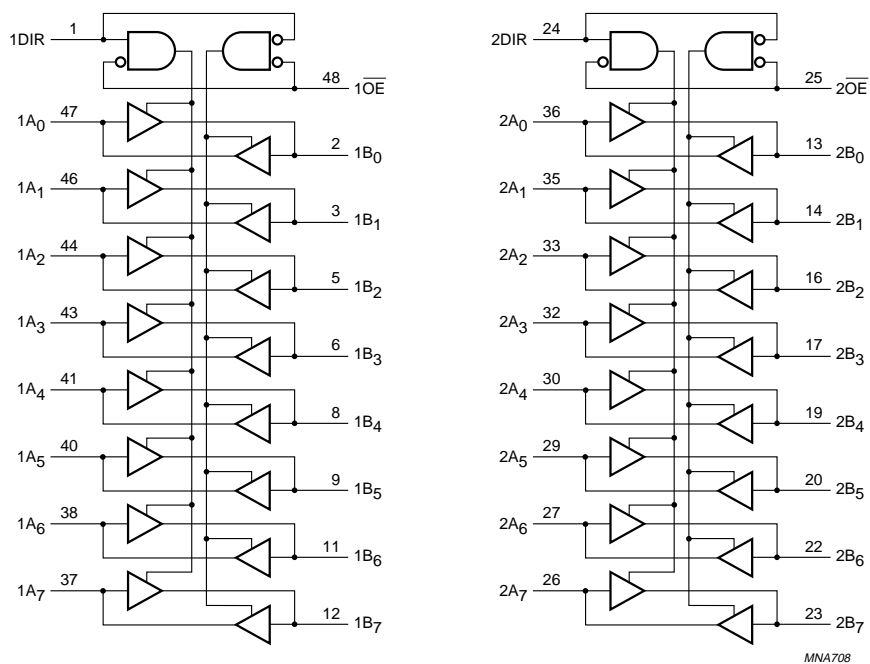 1DIR 1
48 1O̅E̅
1A0 47
2 1B0
1A1 46
3 1B1
1A2 44
5 1B2
1A3 43
6 1B3
1A4 41
8 1B4
1A5 40
9 1B5
1A6 38
11 1B6
1A7 37
12 1B7
2DIR 24
25 2O̅E̅
2A0 36
13 2B0
2A1 35
14 2B1
2A2 33
16 2B2
2A3 32
17 2B3
2A4 30
19 2B4
2A5 29
20 2B5
2A6 27
22 2B6
2A7 26
23 2B7
MNA708